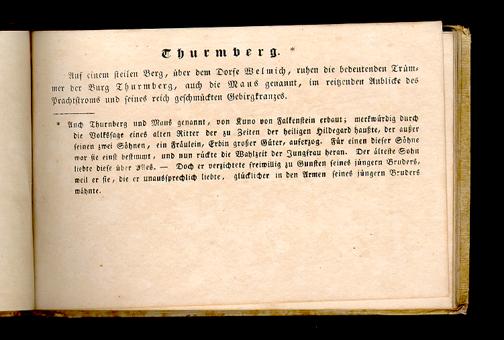 Thurmberg. *
Auf einem steilen Berg, über dem Dorfe Welmich, ruhen die bedeutenden Trüm-
mer der Burg Thurmberg, auch die Maus genannt, im reitzenden Anblicke des
Prachtstroms und seines reich geschmückten Gebirgkranzes.
* Auch Thurnberg und Maus genannt, von Kuno von Falkenstein erbaut; merkwürdig durch
die Volkssage eines alten Ritter der zu Zeiten der heiligen Hildegard hauste, der außer
seinen zwei Söhnen, ein Fräulein, Erbin großer Güter, auferzog. Für einen dieser Söhne
war sie einst bestimmt, und nun rückte die Wahlzeit der Jungfrau heran. Der älteste Sohn
liebte diese über Alles. — Doch er verzichtete freiwillig zu Gunsten seines jüngern Bruders,
weil er sie, die er unaussprechlich liebte, glücklicher in den Armen seines jüngern Bruders
wähnte.